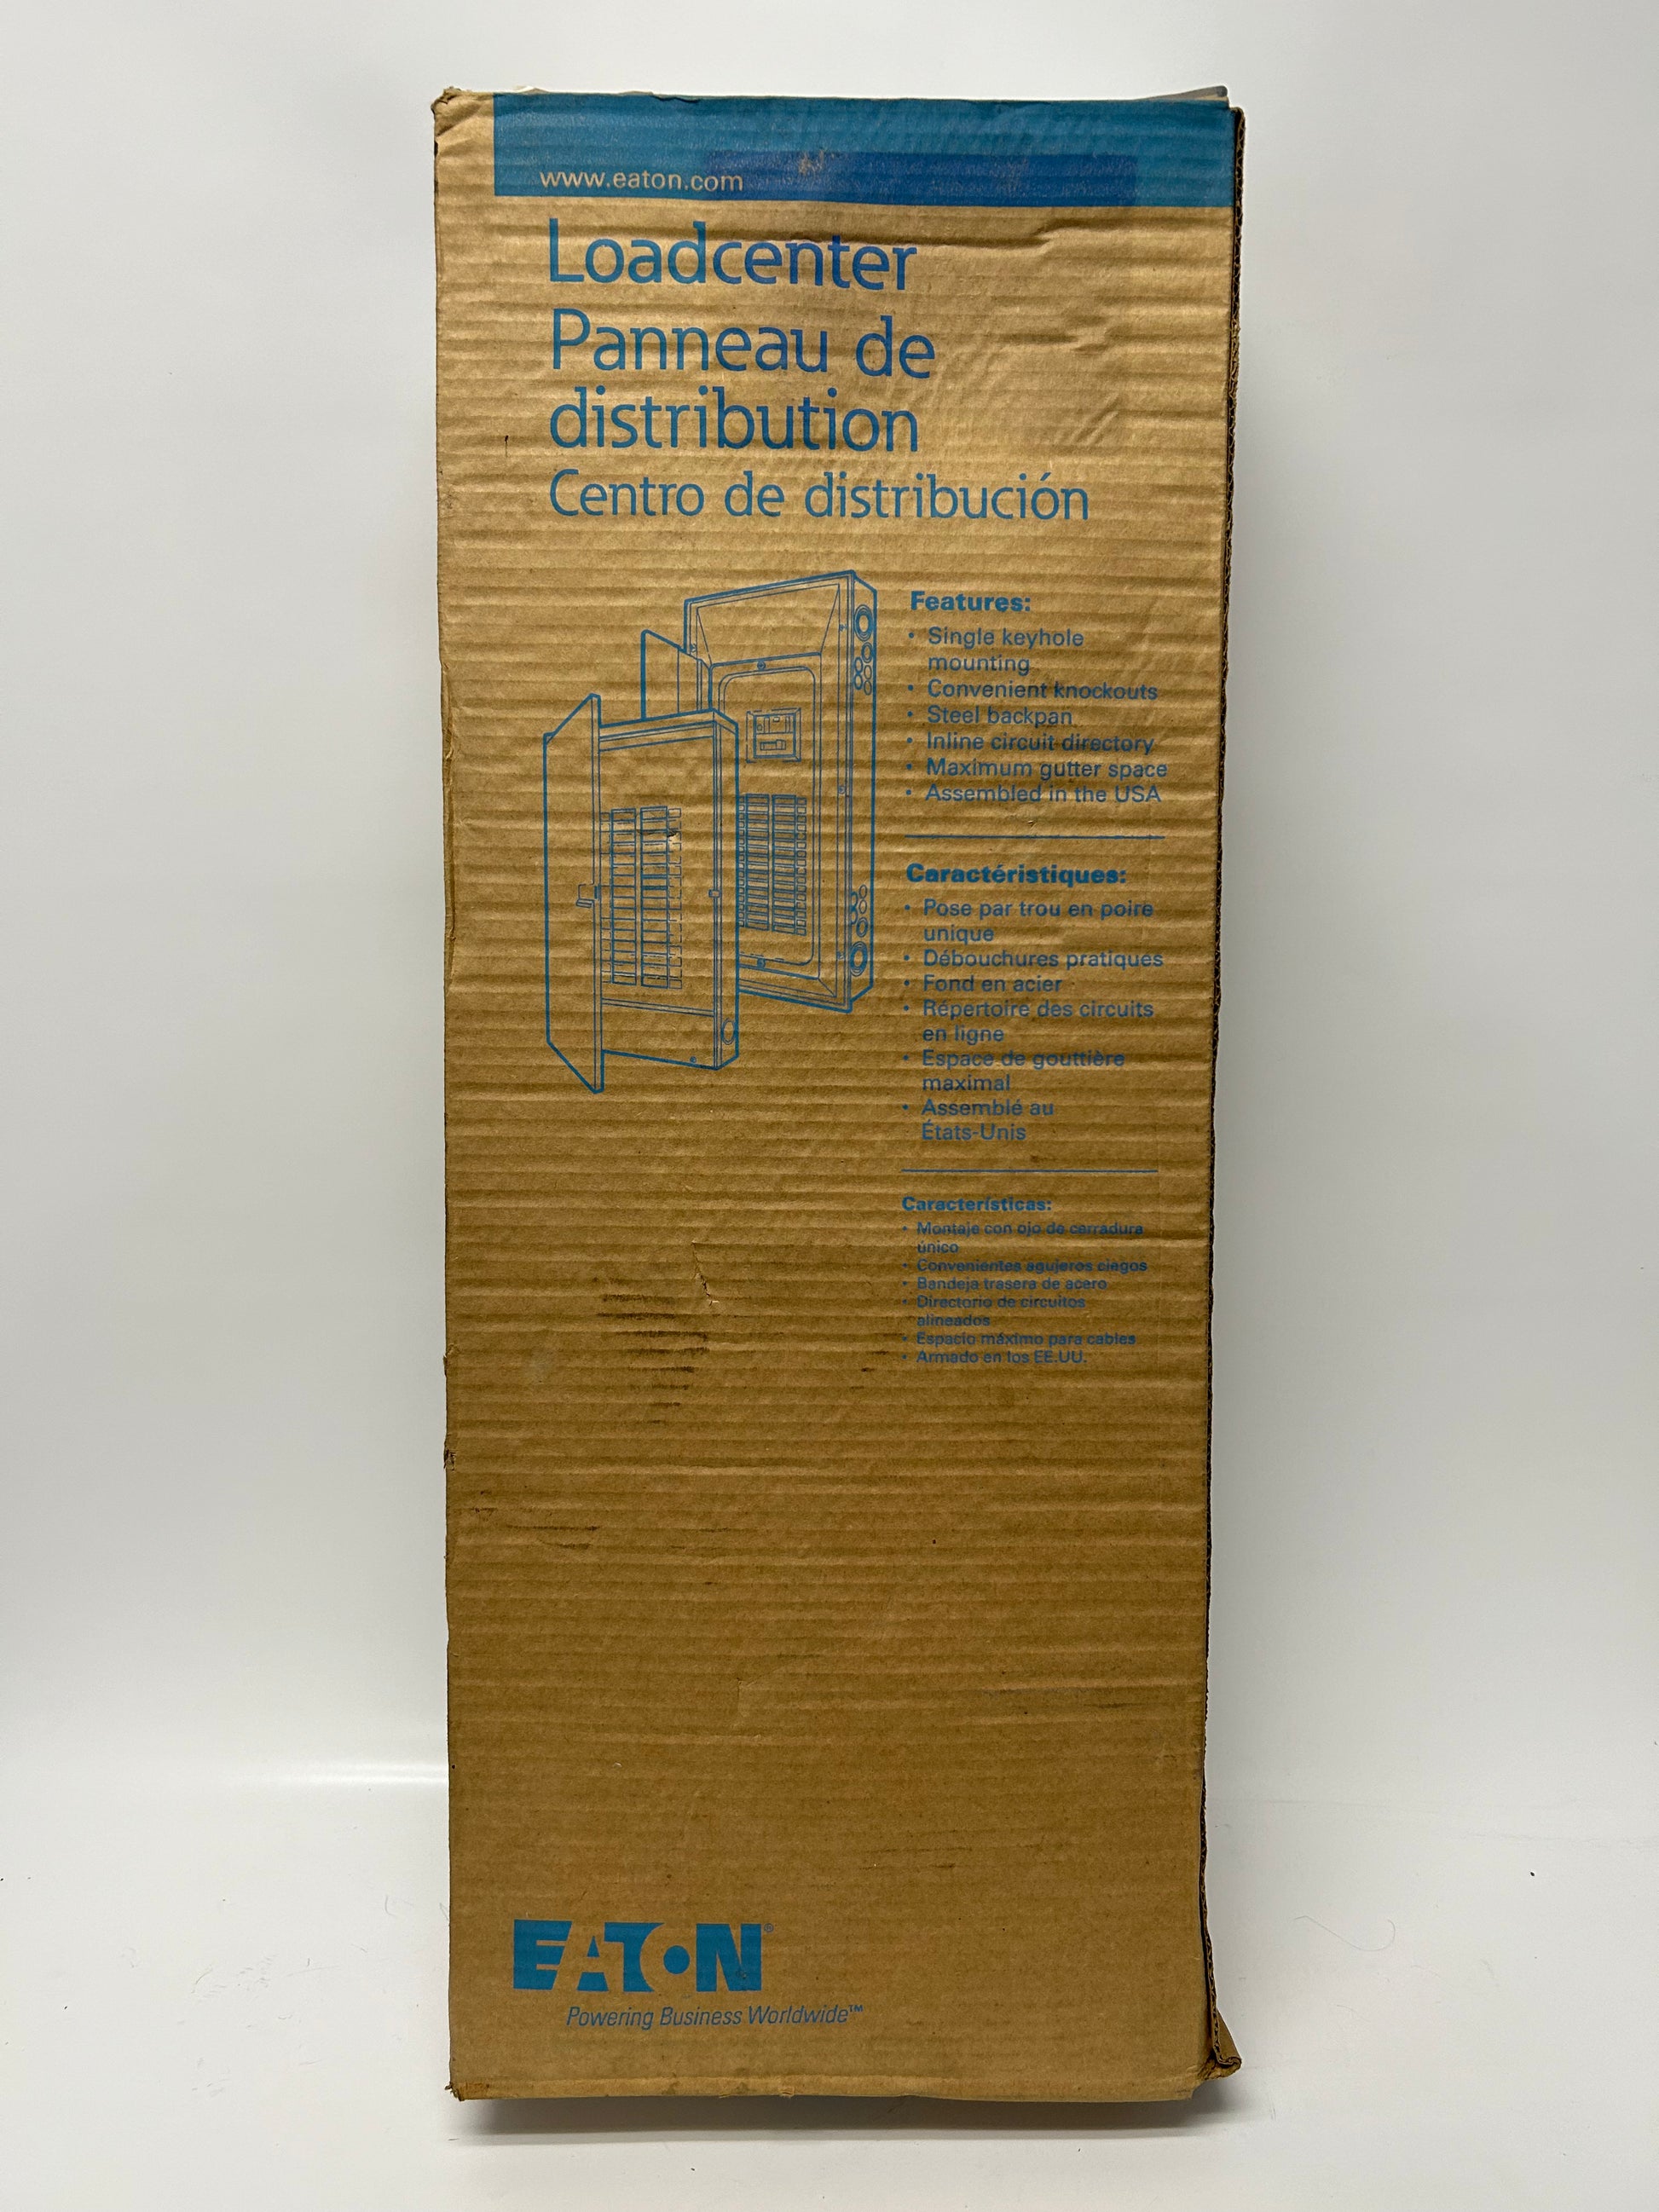 www.eaton.com
Loadcenter
Panneau de
distribution
Centro de distribución
Features:
• Single keyhole
mounting
• Convenient knockouts
• Steel backpan
• Inline circuit directory
• Maximum gutter space
• Assembled in the USA
Caractéristiques:
• Pose par trou en poire
unique
• Débouchures pratiques
• Fond en acier
• Répertoire des circuits
en ligne
• Espace de gouttière
maximal
• Assemblé au
États-Unis
Características:
• Montaje con ojo de cerradura
único
• Convenientes agujeros ciegos
• Bandeja trasera de acero
• Directorio de circuitos
alineados
• Espacio máximo para cables
• Armado en los EE.UU.
EATON®
Powering Business Worldwide™